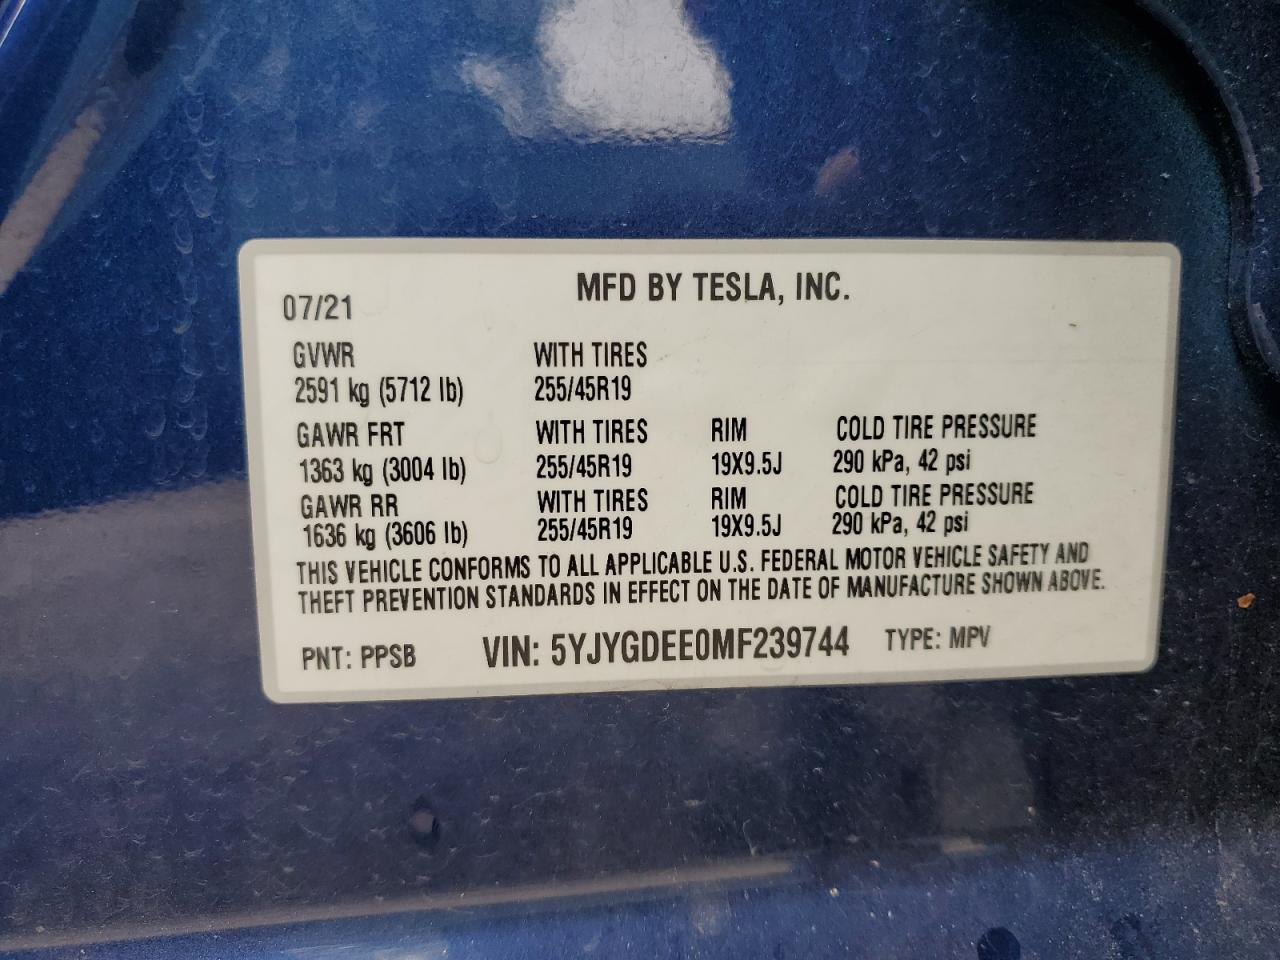 MFD BY TESLA, INC.
07/21
GVWR WITH TIRES
2591 kg (5712 lb) 255/45R19
GAWR FRT WITH TIRES RIM COLD TIRE PRESSURE
1363 kg (3004 lb) 255/45R19 19X9.5J 290 kPa, 42 psi
GAWR RR WITH TIRES RIM COLD TIRE PRESSURE
1636 kg (3606 lb) 255/45R19 19X9.5J 290 kPa, 42 psi
THIS VEHICLE CONFORMS TO ALL APPLICABLE U.S. FEDERAL MOTOR VEHICLE SAFETY AND
THEFT PREVENTION STANDARDS IN EFFECT ON THE DATE OF MANUFACTURE SHOWN ABOVE.
PNT: PPSB VIN: 5YJYGDEE0MF239744 TYPE: MPV